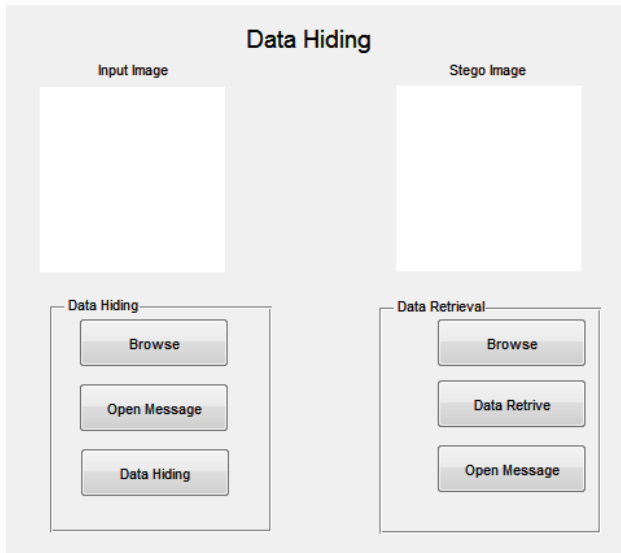 Data Hiding
Input Image
Stego Image
Data Hiding
Browse
Open Message
Data Hiding
Data Retrieval
Browse
Data Retrive
Open Message